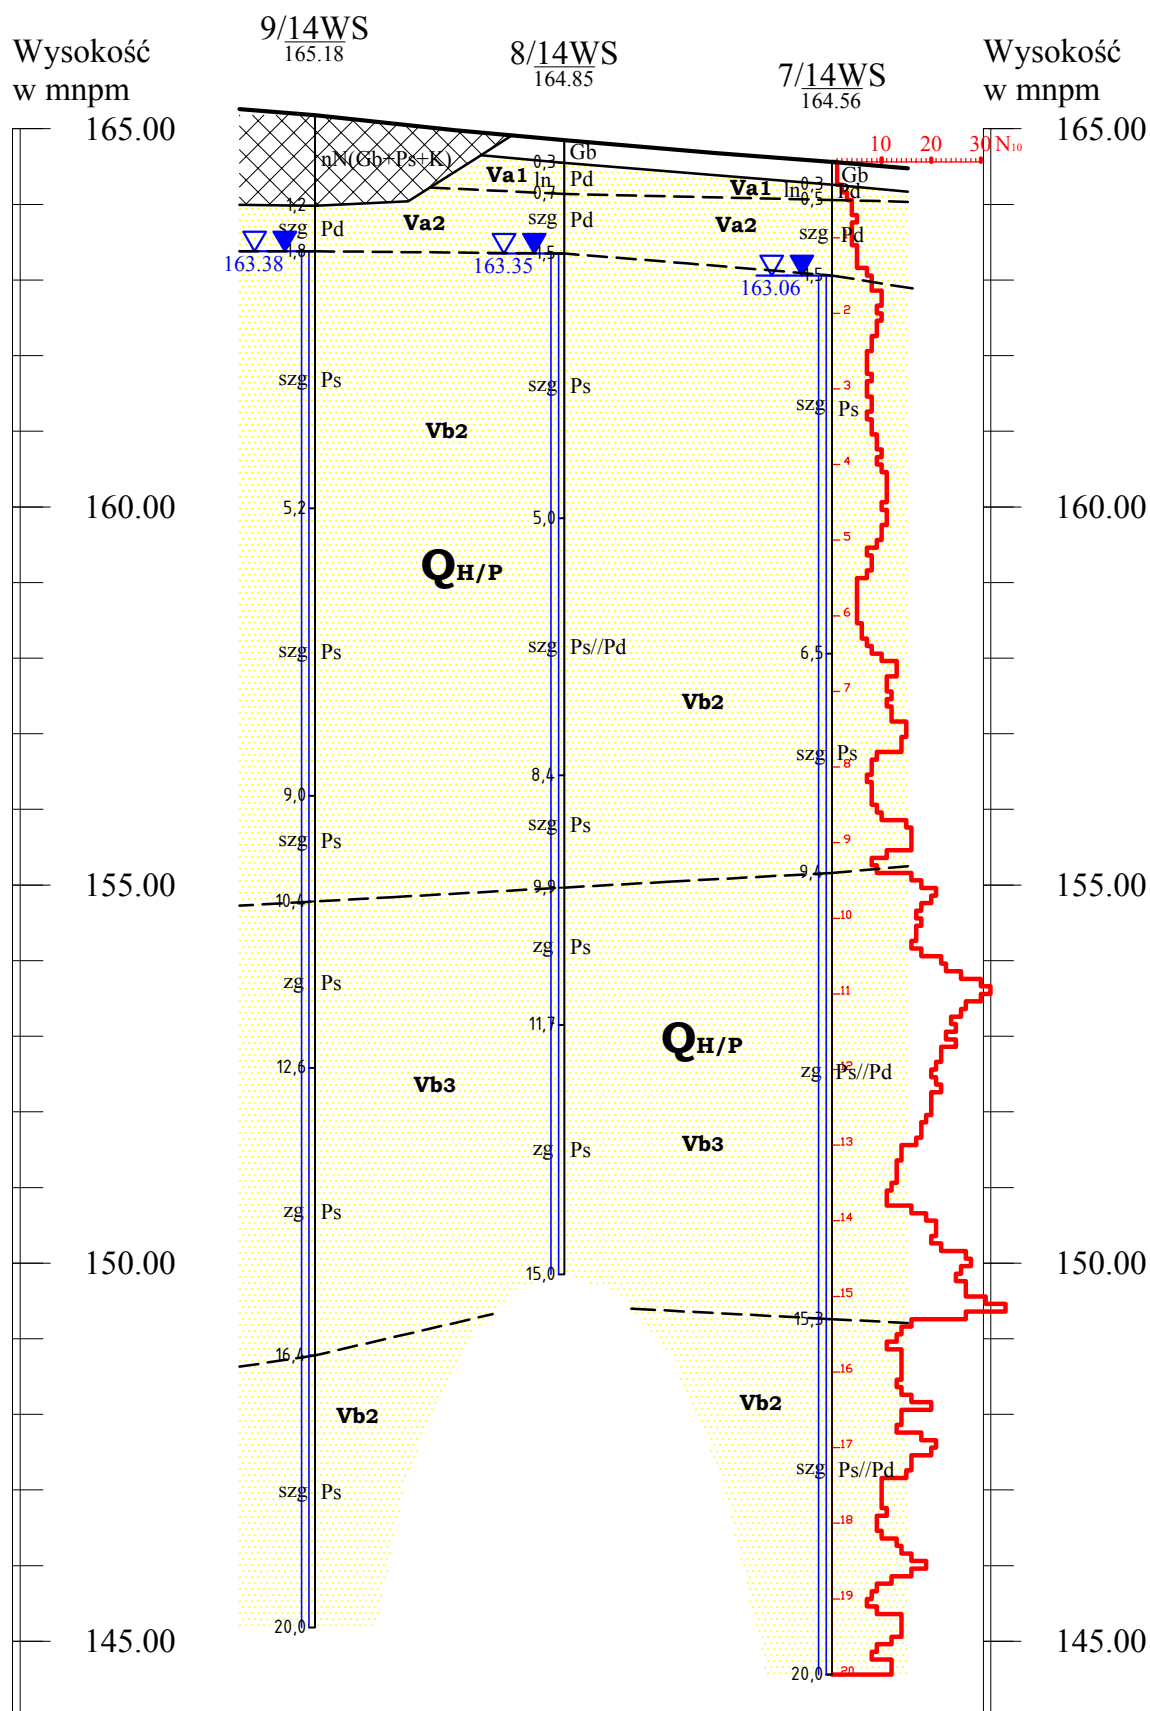 9/14WS
165.18
8/14WS
164.85
7/14WS
164.56
Wysokość
w mnpm
Wysokość
w mnpm
165.00
165.00
10 20 30 N10
nN(Gb+Ps+K)
1,2
szg Pd
1,8
163.38
Gb
0,3
Va1 ln Pd
0,7
szg Pd
1,5
163.35
Va2
Gb
0,3
Va1 ln Pd
0,5
Va2
szg Pd
1,5
163.06
2
szg Ps
szg Ps
3
szg Ps
Vb2
4
160.00
5,2
5,0
160.00
5
QH/P
6
szg Ps
szg Ps//Pd
6,5
7
Vb2
szg Ps
8
8,4
9,0
szg Ps
szg Ps
9
9,4
155.00
9,9
155.00
10,4
10
zg Ps
zg Ps
11
11,7
QH/P
12,6
12
zg Ps//Pd
Vb3
13
Vb3
zg Ps
zg Ps
14
150.00
15,0
150.00
15
15,3
16,4
16
Vb2
Vb2
17
szg Ps//Pd
szg Ps
18
19
20,0
145.00
145.00
20,0
20